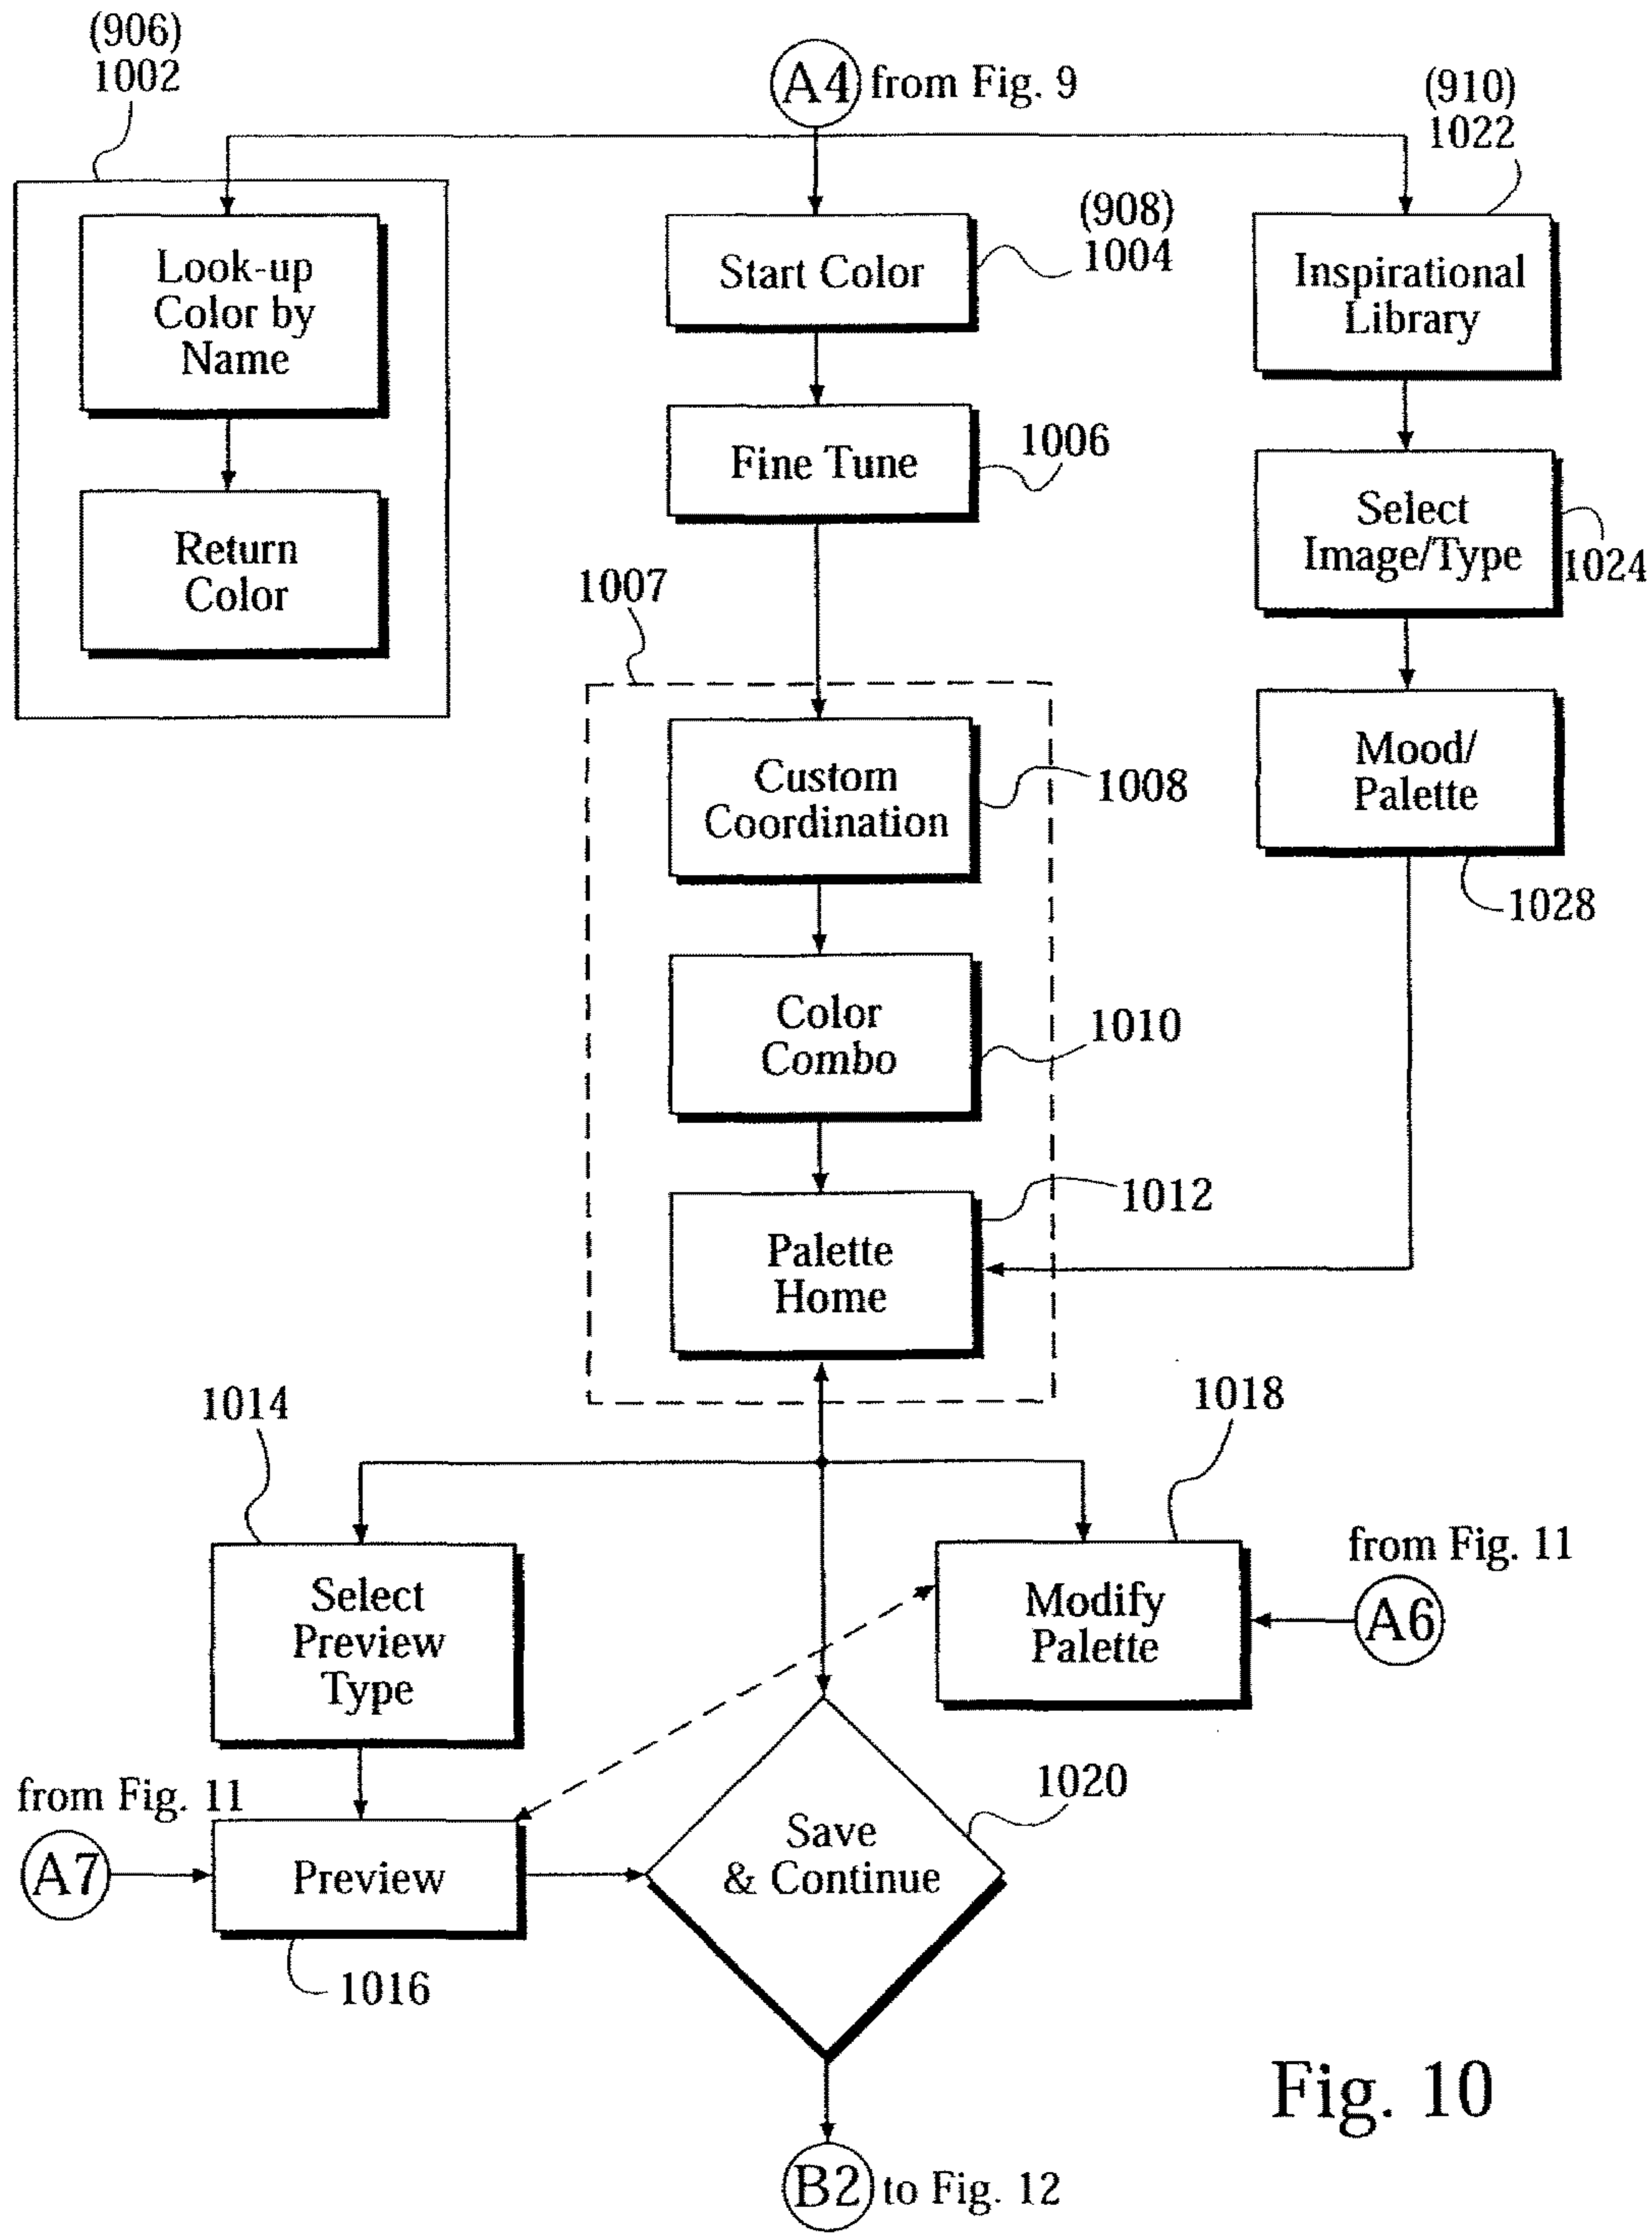 (906)
1002
A4 from Fig. 9
(910)
1022
Look-up
Color by
Name
Start Color
(908)
1004
Inspirational
Library
Fine Tune
1006
Return
Color
Select
Image/Type
1024
1007
Custom
Coordination
1008
Mood/
Palette
1028
Color
Combo
1010
Palette
Home
1012
1014
1018
Select
Preview
Type
Modify
Palette
from Fig. 11
A6
from Fig. 11
A7
Preview
1016
Save
& Continue
1020
B2 to Fig. 12
Fig. 10